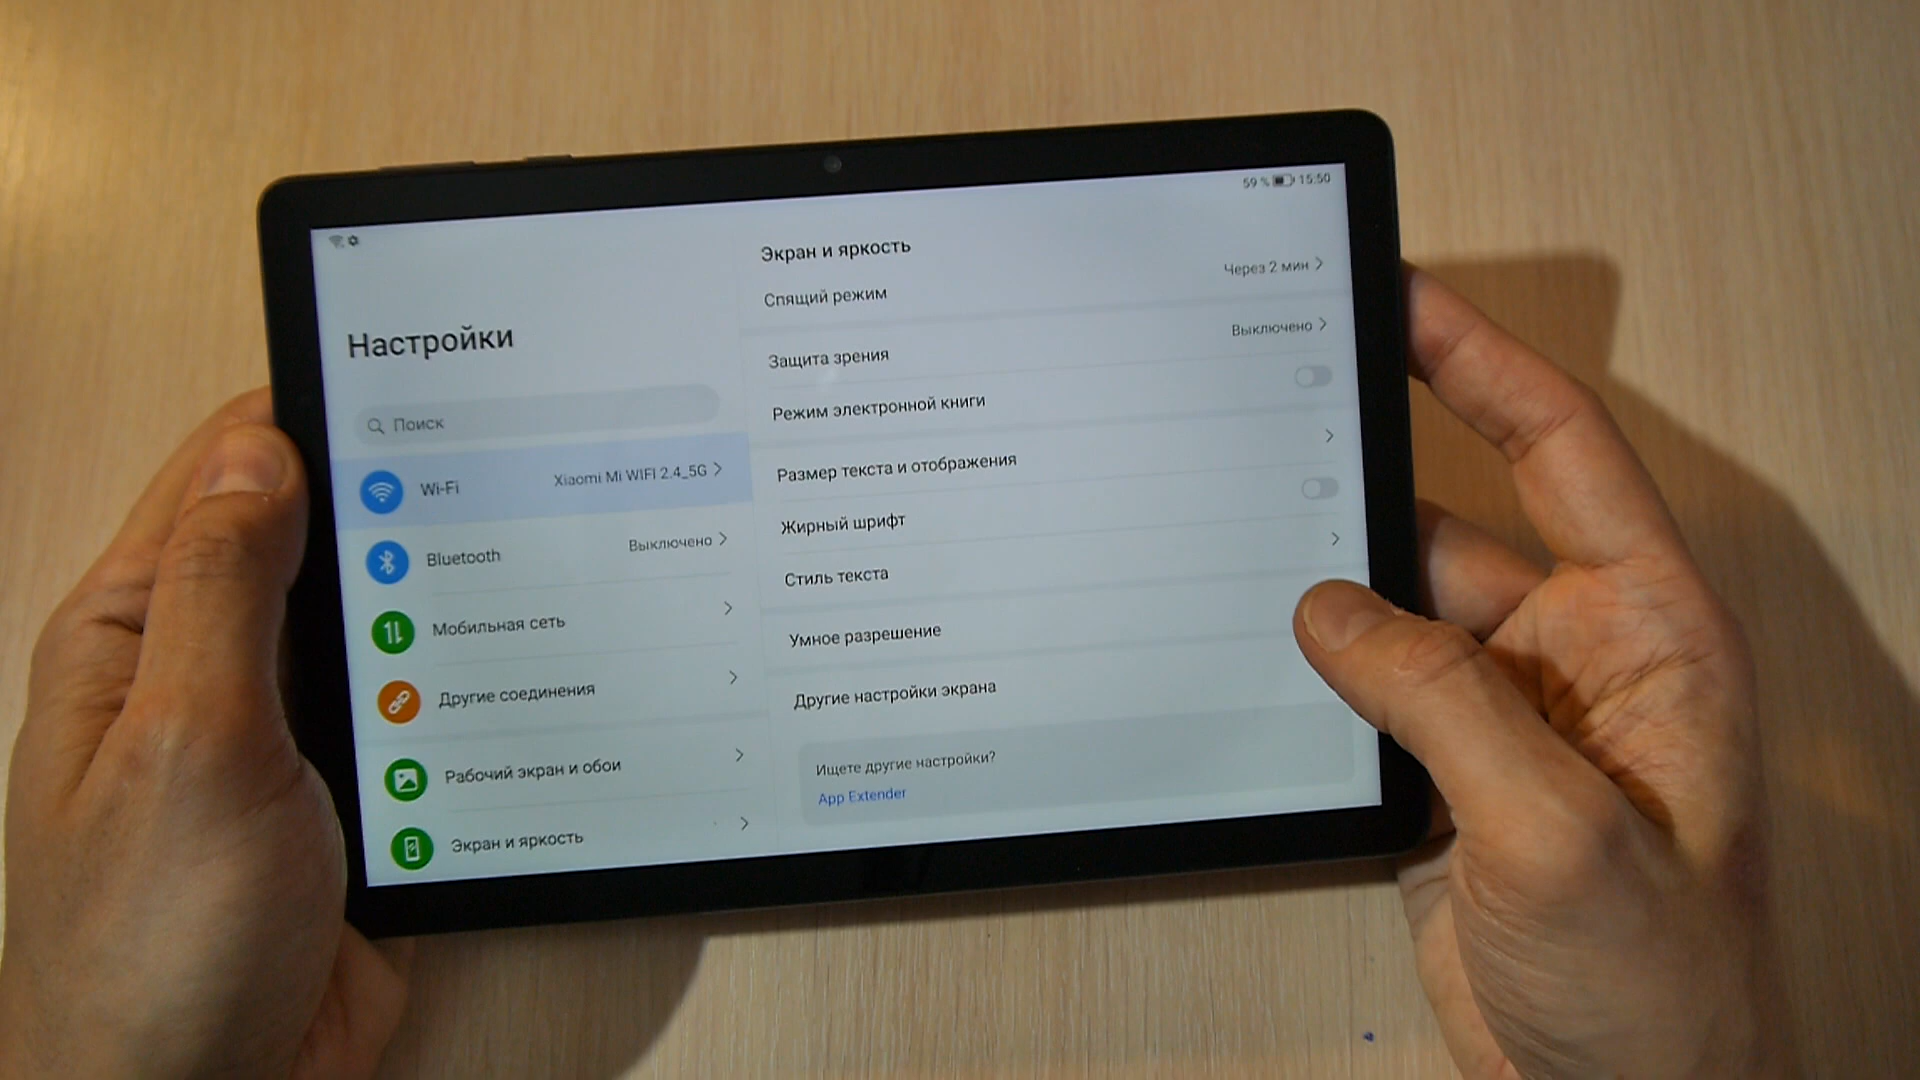 59 % 15:50
Настройки
Поиск
Wi-Fi Xiaomi Mi WIFI 2.4_5G
Bluetooth Выключено
Мобильная сеть
Другие соединения
Рабочий экран и обои
Экран и яркость
Экран и яркость
Спящий режим Через 2 мин
Защита зрения Выключено
Режим электронной книги
Размер текста и отображения
Жирный шрифт
Стиль текста
Умное разрешение
Другие настройки экрана
Ищете другие настройки?
App Extender